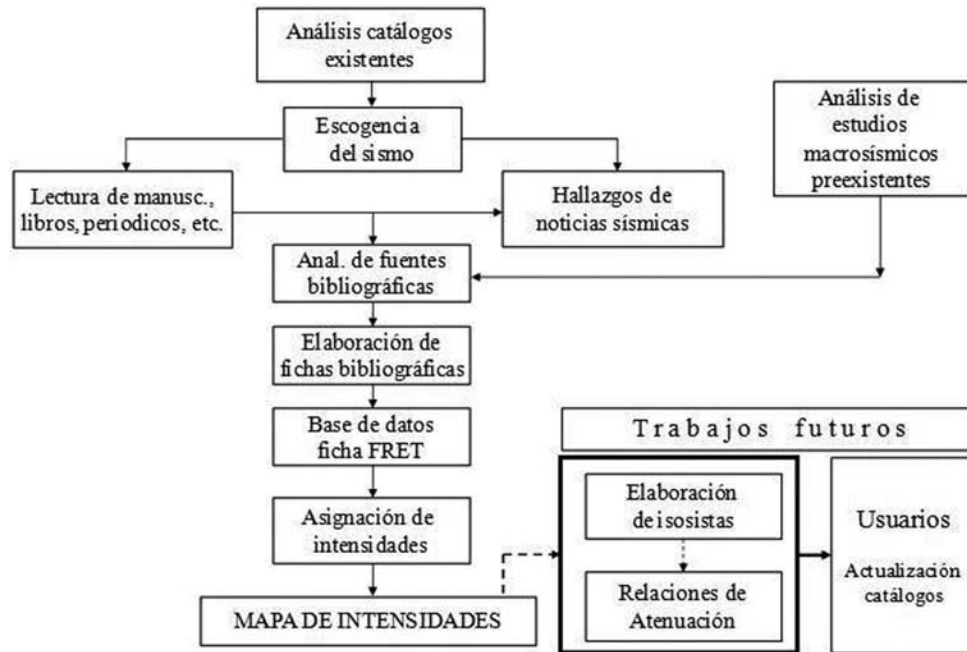 Análisis catálogos
existentes
Escogencia
del sismo
Análisis de
estudios
macrosísmicos
preexistentes
Lectura de manusc.,
libros, periodicos, etc.
Hallazgos de
noticias sísmicas
Anal. de fuentes
bibliográficas
Elaboración de
fichas bibliográficas
Base de datos
ficha FRET
Asignación de
intensidades
MAPA DE INTENSIDADES
Trabajos futuros
Elaboración
de isosistas
Relaciones de
Atenuación
Usuarios
Actualización
catálogos